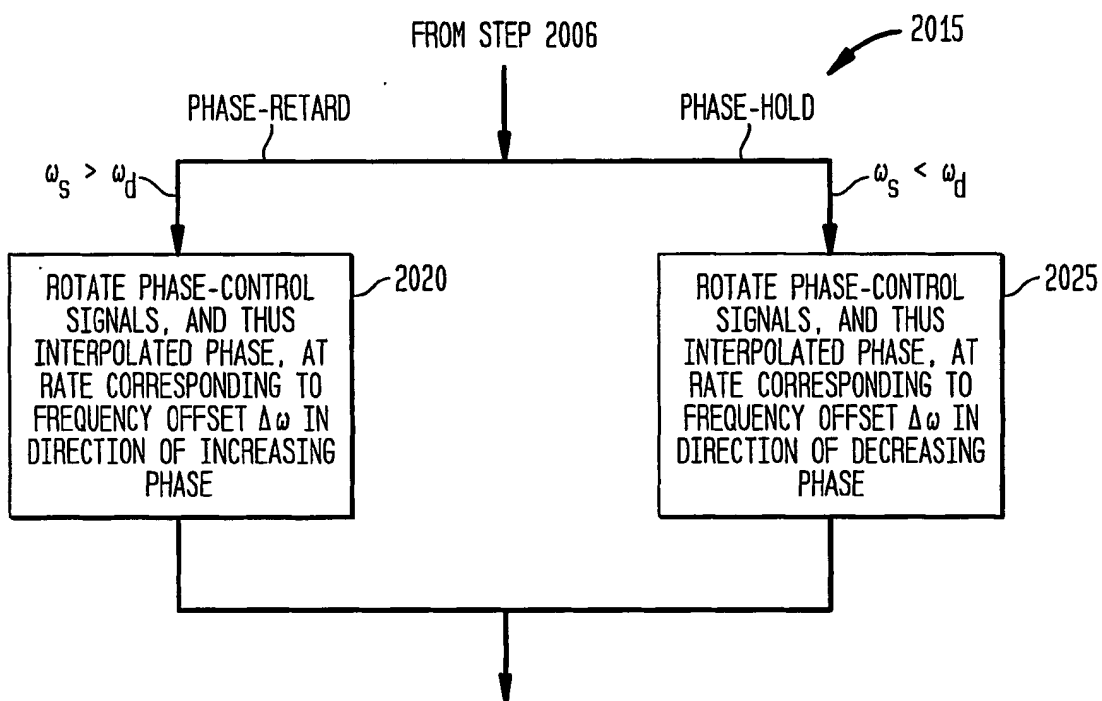 FROM STEP 2006
2015
PHASE-RETARD
PHASE-HOLD
ωs > ωd
ωs < ωd
ROTATE PHASE-CONTROL
SIGNALS, AND THUS
INTERPOLATED PHASE, AT
RATE CORRESPONDING TO
FREQUENCY OFFSET Δω IN
DIRECTION OF INCREASING
PHASE
2020
ROTATE PHASE-CONTROL
SIGNALS, AND THUS
INTERPOLATED PHASE, AT
RATE CORRESPONDING TO
FREQUENCY OFFSET Δω IN
DIRECTION OF DECREASING
PHASE
2025